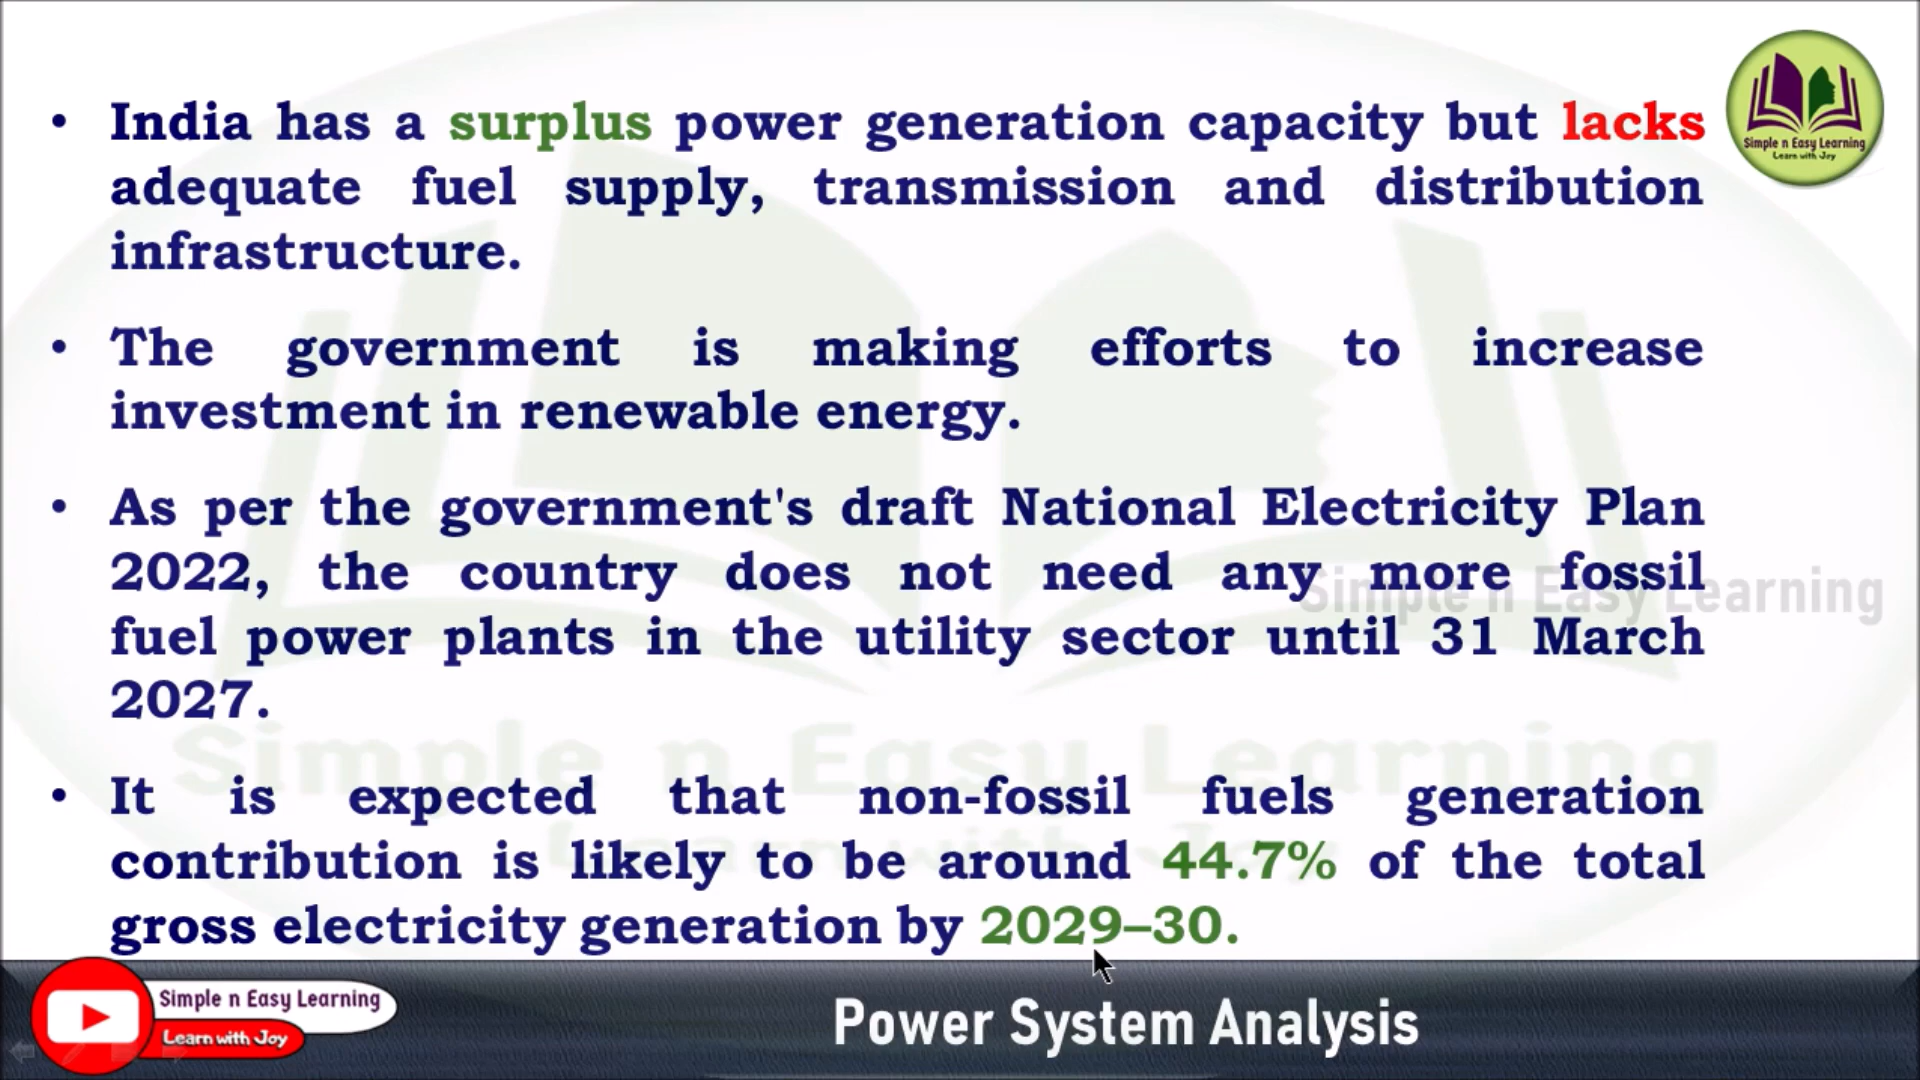 • India has a surplus power generation capacity but lacks
adequate fuel supply, transmission and distribution
infrastructure.
• The government is making efforts to increase
investment in renewable energy.
• As per the government's draft National Electricity Plan
2022, the country does not need any more fossil
fuel power plants in the utility sector until 31 March
2027.
• It is expected that non-fossil fuels generation
contribution is likely to be around 44.7% of the total
gross electricity generation by 2029–30.
Simple n Easy Learning
Learn with Joy
Simple n Easy Learning
Simple n Easy Learning
Learn with Joy
Simple n Easy Learning
Learn with Joy
Power System Analysis